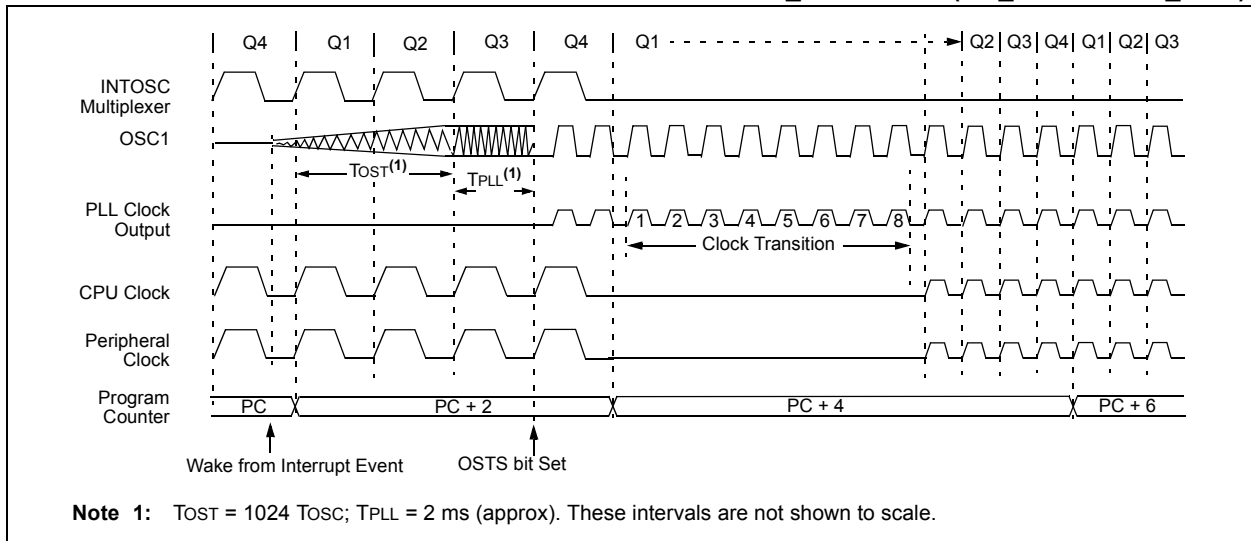 Q4 Q1 Q2 Q3 Q4 Q1 Q2 Q3 Q4 Q1 Q2 Q3
INTOSC
Multiplexer
OSC1
TOST(1)
TPLL(1)
PLL Clock
Output
1 2 3 4 5 6 7 8
Clock Transition
CPU Clock
Peripheral
Clock
Program
Counter
PC PC + 2 PC + 4 PC + 6
Wake from Interrupt Event OSTS bit Set
Note 1: TOST = 1024 TOSC; TPLL = 2 ms (approx). These intervals are not shown to scale.